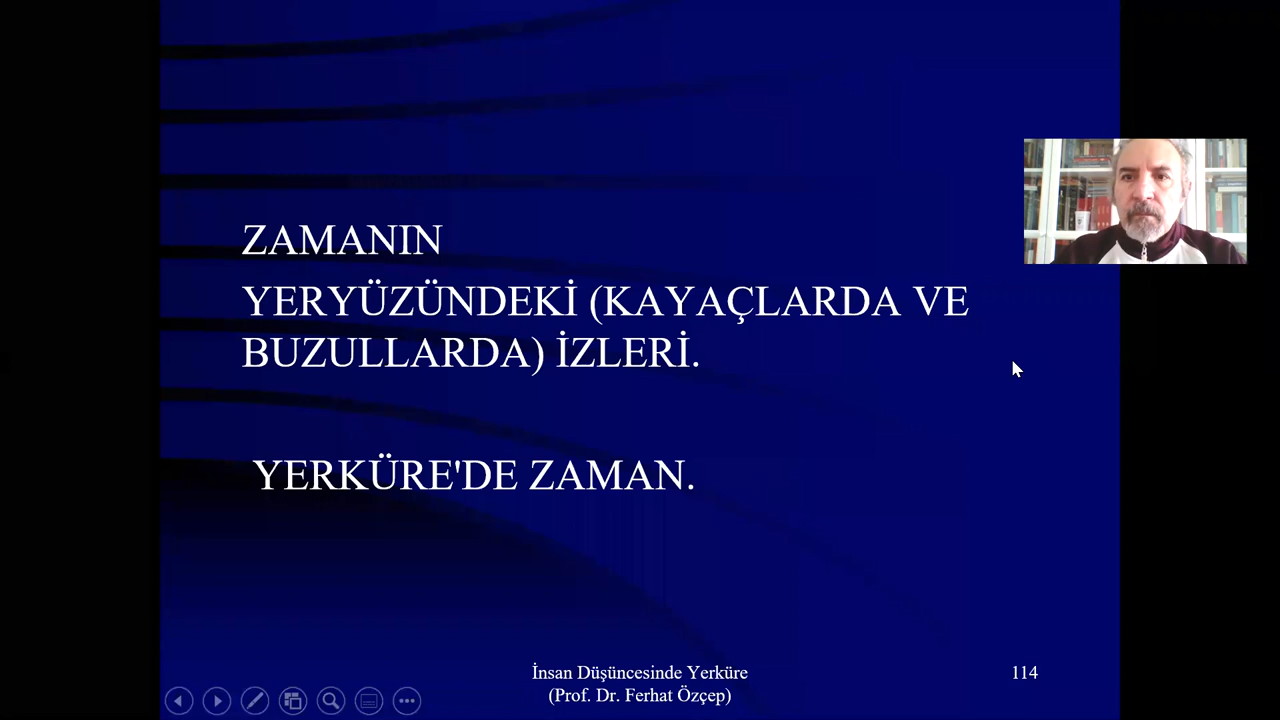 ZAMANIN
YERYÜZÜNDEKİ (KAYAÇLARDA VE
BUZULLARDA) İZLERİ.
YERKÜRE'DE ZAMAN.
İnsan Düşüncesinde Yerküre
(Prof. Dr. Ferhat Özçep)
114